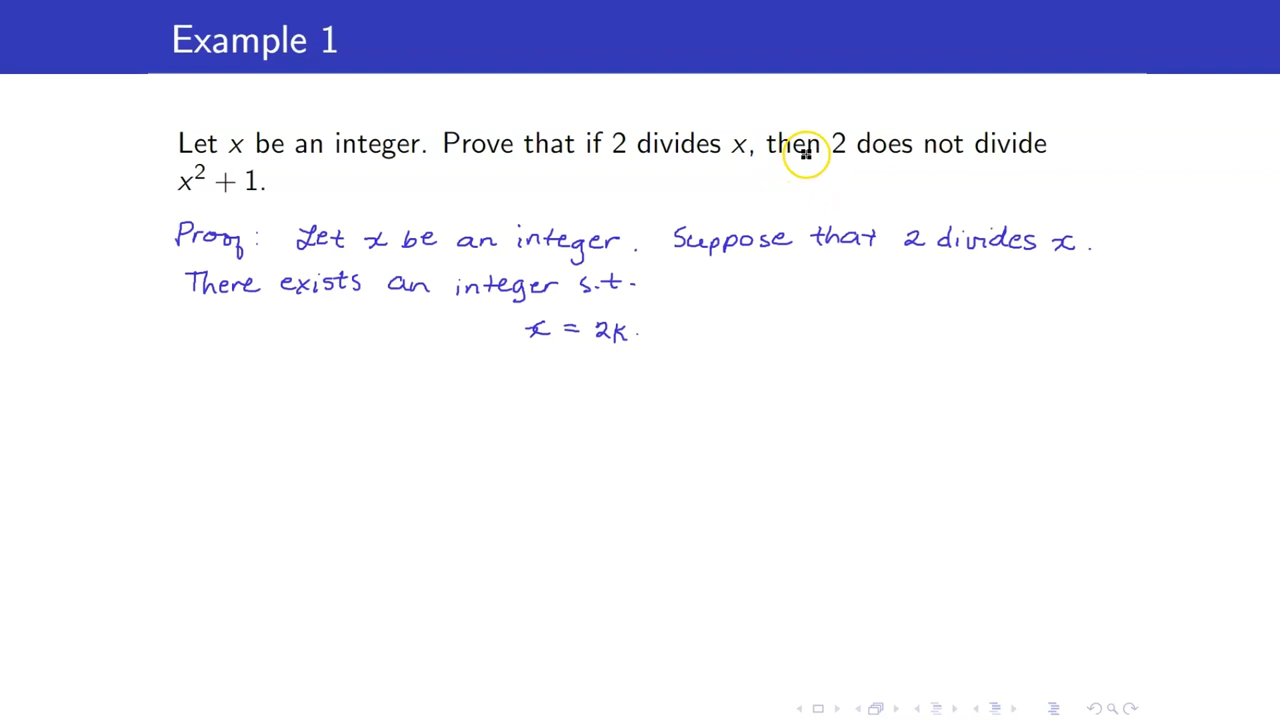 Example 1
Let x be an integer. Prove that if 2 divides x, then 2 does not divide
x² + 1.
Proof: Let x be an integer. Suppose that 2 divides x.
There exists an integer s.t.
x = 2k.